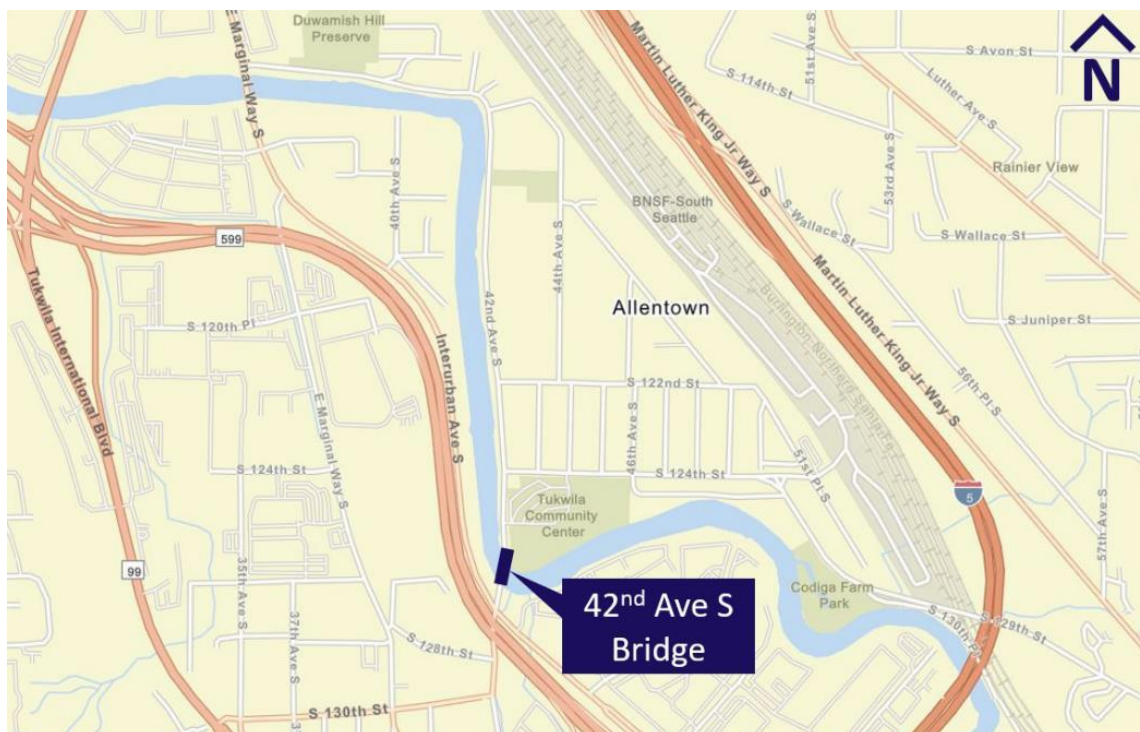 Duwamish Hill
Preserve
E Marginal Way S
Martin Luther King Jr Way S
S 114th St
51st Ave S
S Avon St
Luther Ave S
N
Rainier View
40th Ave S
BNSF-South
Seattle
53rd Ave S
S Wallace St
S Wallace St
599
44th Ave S
Tukwila International Blvd
S 120th Pl
Interurban Ave S
42nd Ave S
Allentown
Burlington Northern Santa Fe
Martin Luther King Jr Way S
S Juniper St
56th Pl S
E Marginal Way S
S 122nd St
46th Ave S
S 124th St
S 124th St
51st Pl S
Tukwila
Community
Center
5
57th Ave S
99
35th Ave S
37th Ave S
42nd Ave S
Bridge
Codiga Farm
Park
S 130th Pl
S 129th St
S 128th St
S 130th St